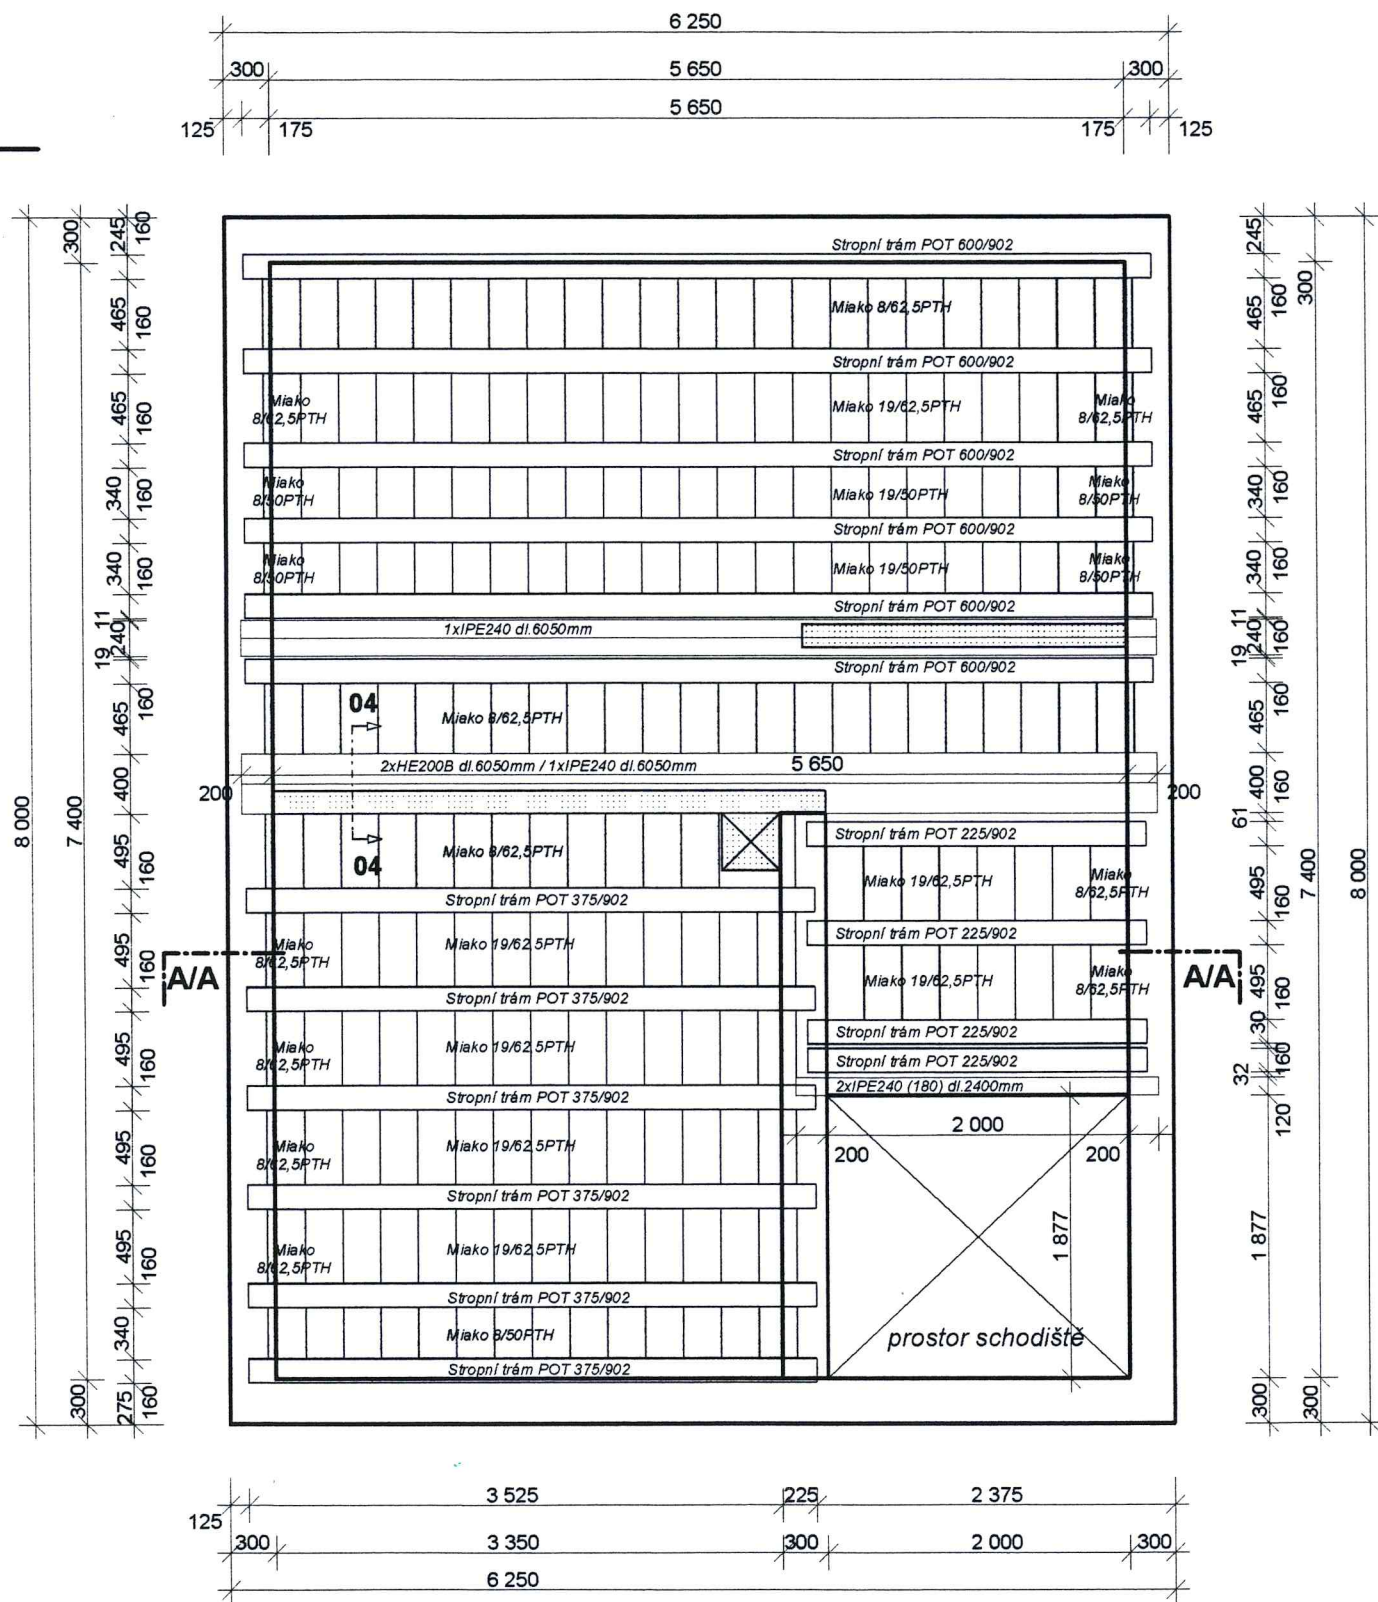 6 250
300
5 650
300
5 650
125
175
175
125
Stropní trám POT 600/902
Miako 8/62,5PTH
Stropní trám POT 600/902
Miako
8/62,5PTH
Miako 19/62,5PTH
Miako
8/62,5PTH
Stropní trám POT 600/902
Miako
8/50PTH
Miako 19/50PTH
Miako
8/50PTH
Stropní trám POT 600/902
Miako
8/50PTH
Miako 19/50PTH
Miako
8/50PTH
Stropní trám POT 600/902
1xIPE240 dl.6050mm
Stropní trám POT 600/902
04
Miako 8/62,5PTH
2xHE200B dl.6050mm / 1xIPE240 dl.6050mm
5 650
200
200
Stropní trám POT 225/902
Miako 8/62,5PTH
04
Miako 19/62,5PTH
Miako
8/62,5PTH
Stropní trám POT 375/902
Stropní trám POT 225/902
Miako
8/62,5PTH
Miako 19/62,5PTH
A/A
Miako 19/62,5PTH
Miako
8/62,5PTH
A/A
Stropní trám POT 375/902
Stropní trám POT 225/902
Miako
8/62,5PTH
Miako 19/62,5PTH
Stropní trám POT 225/902
2xIPE240 (180) dl.2400mm
Stropní trám POT 375/902
2 000
200
200
Miako
8/62,5PTH
Miako 19/62,5PTH
Stropní trám POT 375/902
1 877
Miako
8/62,5PTH
Miako 19/62,5PTH
Stropní trám POT 375/902
Miako 8/50PTH
prostor schodiště
Stropní trám POT 375/902
8 000
300
7 400
300
245
160
465
160
465
160
340
160
340
160
11
240
19
160
465
400
495
160
495
160
495
160
495
160
495
160
340
275
160
245
160
465
160
465
160
340
160
340
160
11
240
160
19
160
465
400
160
61
495
160
495
160
30
160
32
120
1 877
300
300
7 400
300
8 000
3 525
225
2 375
125
300
3 350
300
2 000
300
6 250